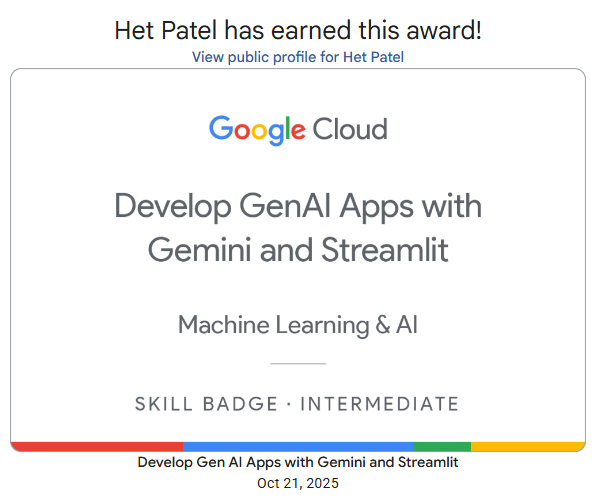 Het Patel has earned this award!
View public profile for Het Patel
Google Cloud
Develop GenAI Apps with
Gemini and Streamlit
Machine Learning & AI
SKILL BADGE · INTERMEDIATE
Develop Gen AI Apps with Gemini and Streamlit
Oct 21, 2025